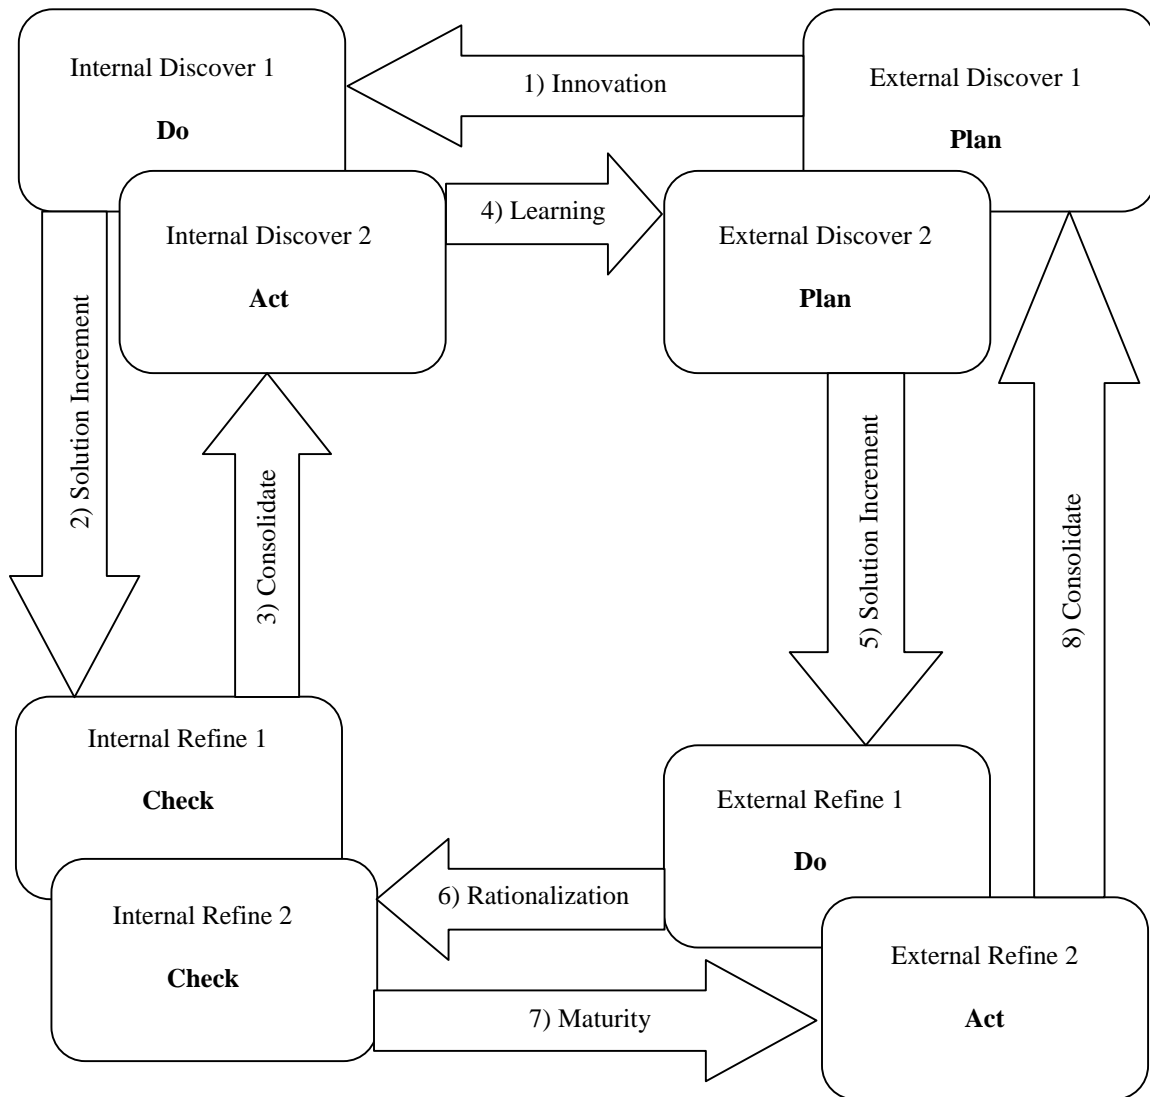 Internal Discover 1
Do
1) Innovation
External Discover 1
Plan
Internal Discover 2
Act
4) Learning
External Discover 2
Plan
2) Solution Increment
3) Consolidate
5) Solution Increment
8) Consolidate
Internal Refine 1
Check
External Refine 1
Do
Internal Refine 2
Check
6) Rationalization
External Refine 2
Act
7) Maturity